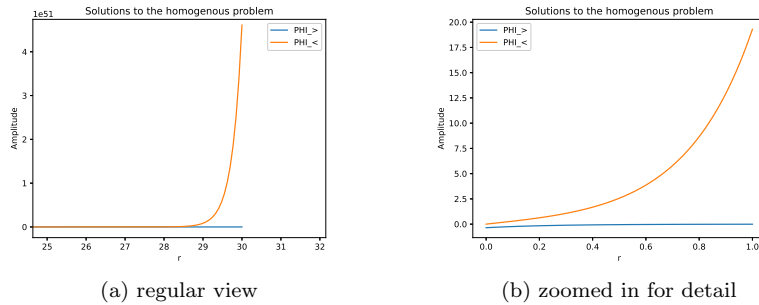 Solutions to the homogenous problem
1e51
PHI_>
PHI_<
4
3
2
1
0
Amplitude
25 26 27 28 29 30 31 32
r
(a) regular view
Solutions to the homogenous problem
PHI_>
PHI_<
20.0
17.5
15.0
12.5
10.0
7.5
5.0
2.5
0.0
Amplitude
0.0 0.2 0.4 0.6 0.8 1.0
r
(b) zoomed in for detail